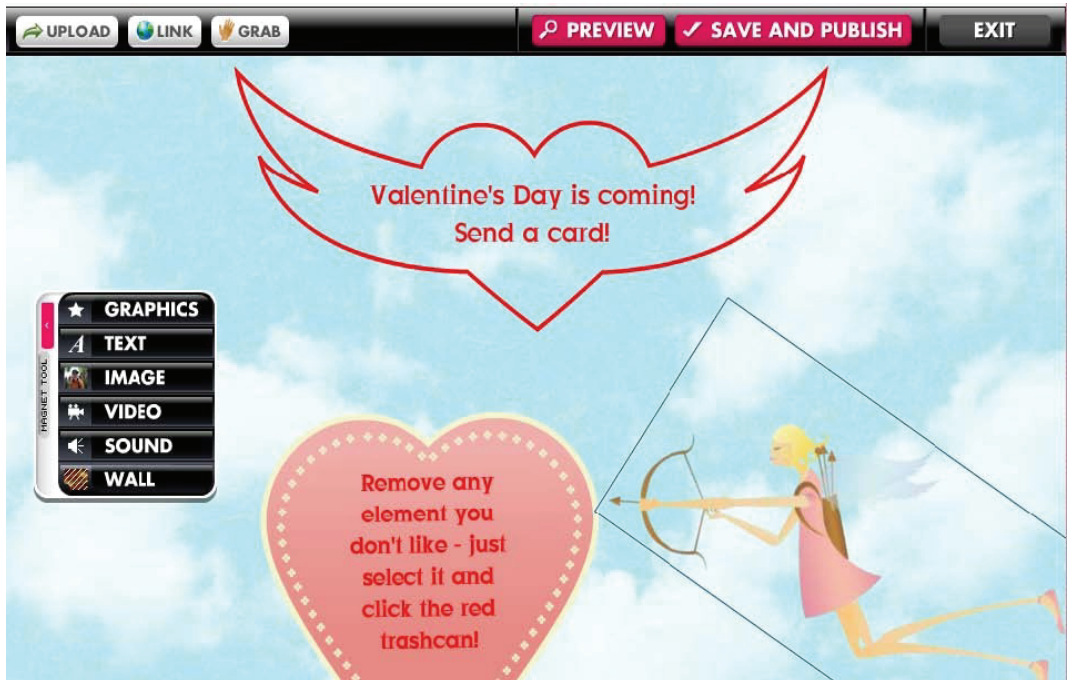 UPLOAD LINK GRAB PREVIEW SAVE AND PUBLISH EXIT
Valentine's Day is coming!
Send a card!
MAGNET TOOL
GRAPHICS
TEXT
IMAGE
VIDEO
SOUND
WALL
Remove any
element you
don't like - just
select it and
click the red
trashcan!